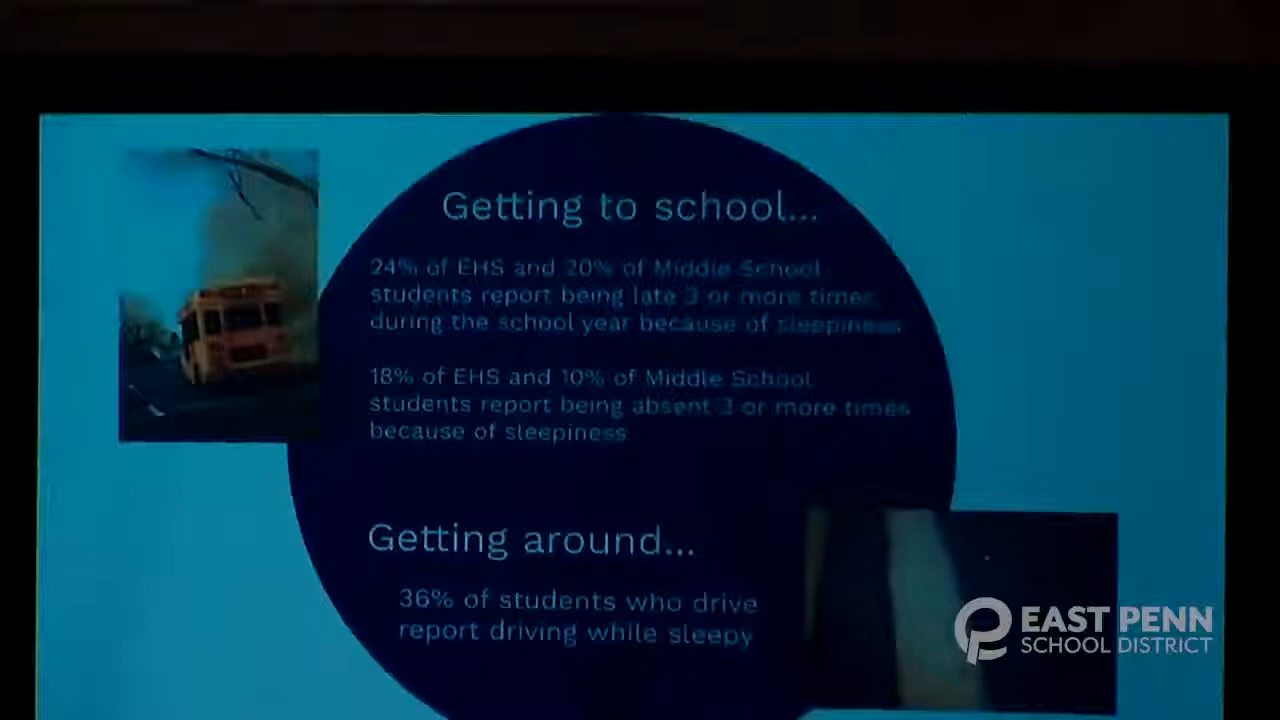 Getting to school...
24% of EHS and 20% of Middle School
students report being late 3 or more times
during the school year because of sleepiness
18% of EHS and 10% of Middle School
students report being absent 3 or more times
because of sleepiness
Getting around...
36% of students who drive
report driving while sleepy
EAST PENN
SCHOOL DISTRICT